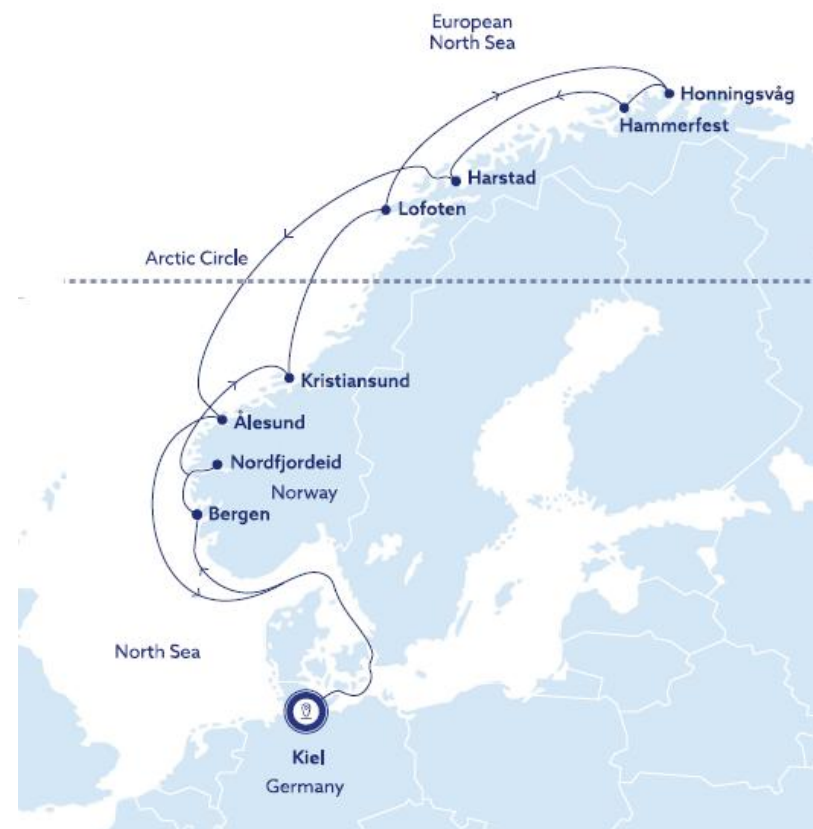 European
North Sea
Honningsvåg
Hammerfest
Harstad
Lofoten
Arctic Circle
Kristiansund
Ålesund
Nordfjordeid
Norway
Bergen
North Sea
Kiel
Germany